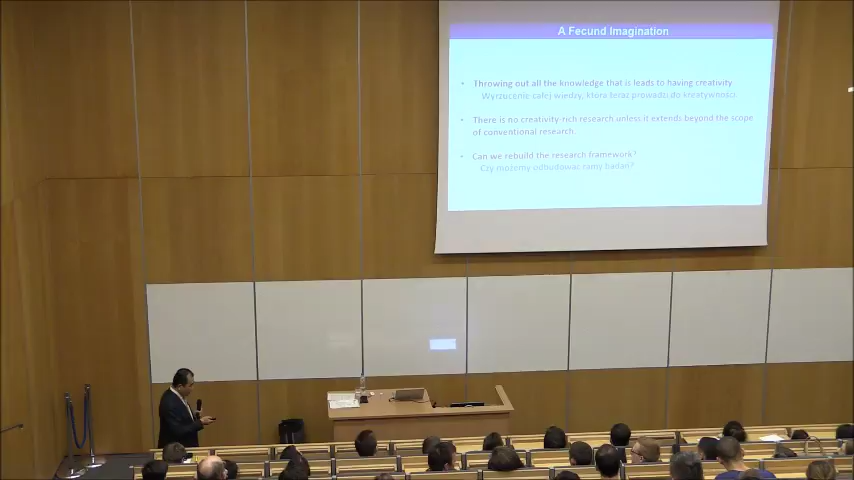 A Fecund Imagination
• Throwing out all the knowledge that is leads to having creativity
Wyrzucenie całej wiedzy, która teraz prowadzi do kreatywności.
• There is no creativity-rich research unless it extends beyond the scope
of conventional research.
• Can we rebuild the research framework?
Czy możemy odbudować ramy badań?